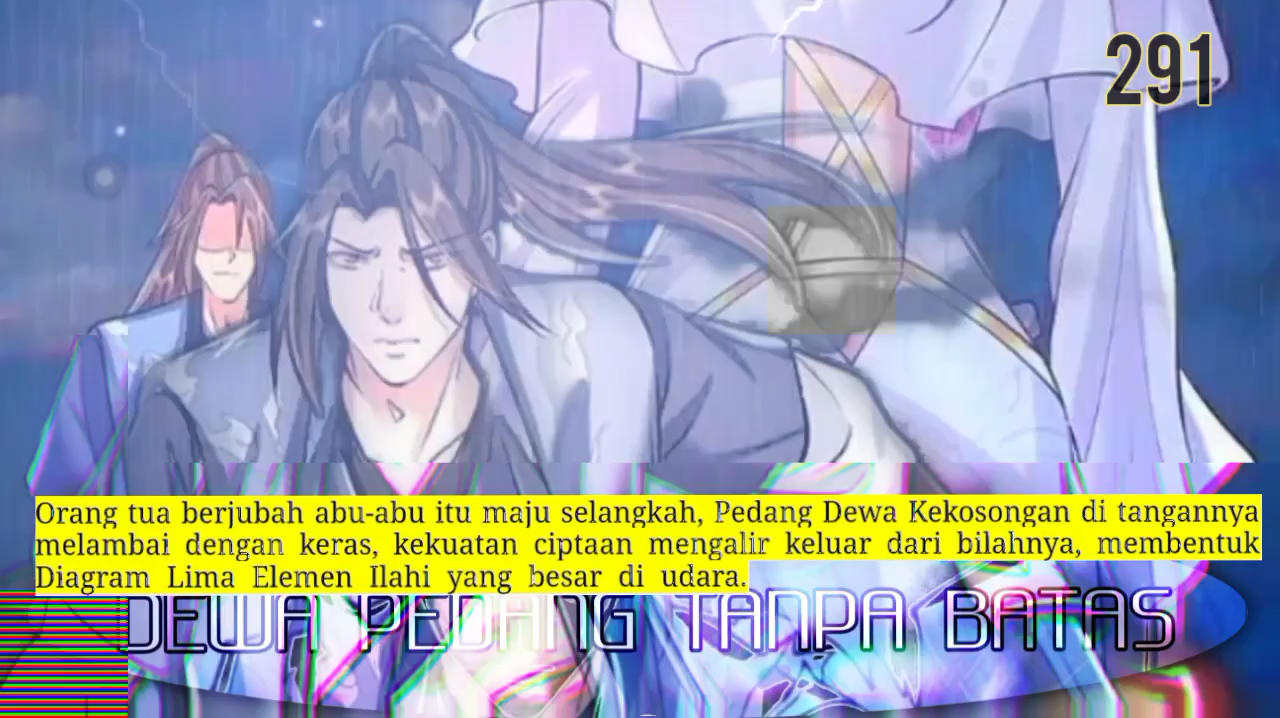 291
Orang tua berjubah abu-abu itu maju selangkah, Pedang Dewa Kekosongan di tangannya
melambai dengan keras, kekuatan ciptaan mengalir keluar dari bilahnya, membentuk
Diagram Lima Elemen Ilahi yang besar di udara.
DEWA PEDANG TANPA BATAS